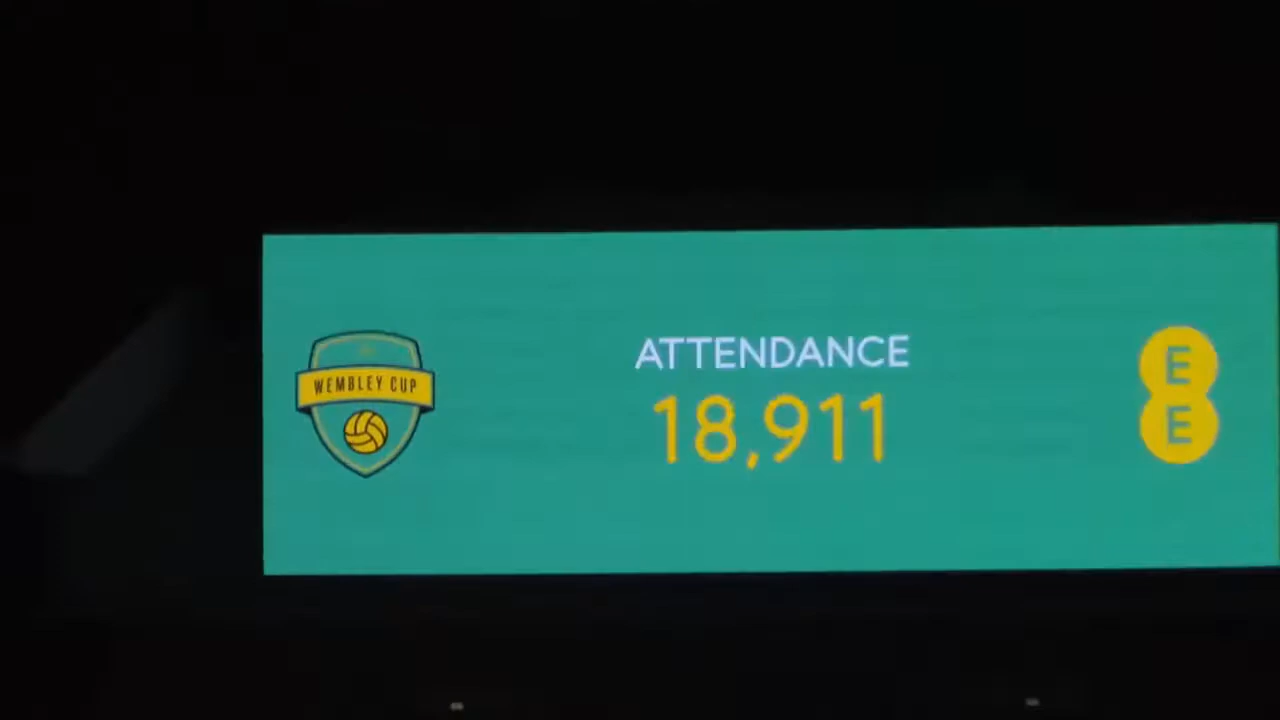 WEMBLEY CUP
ATTENDANCE
18,911
E
E